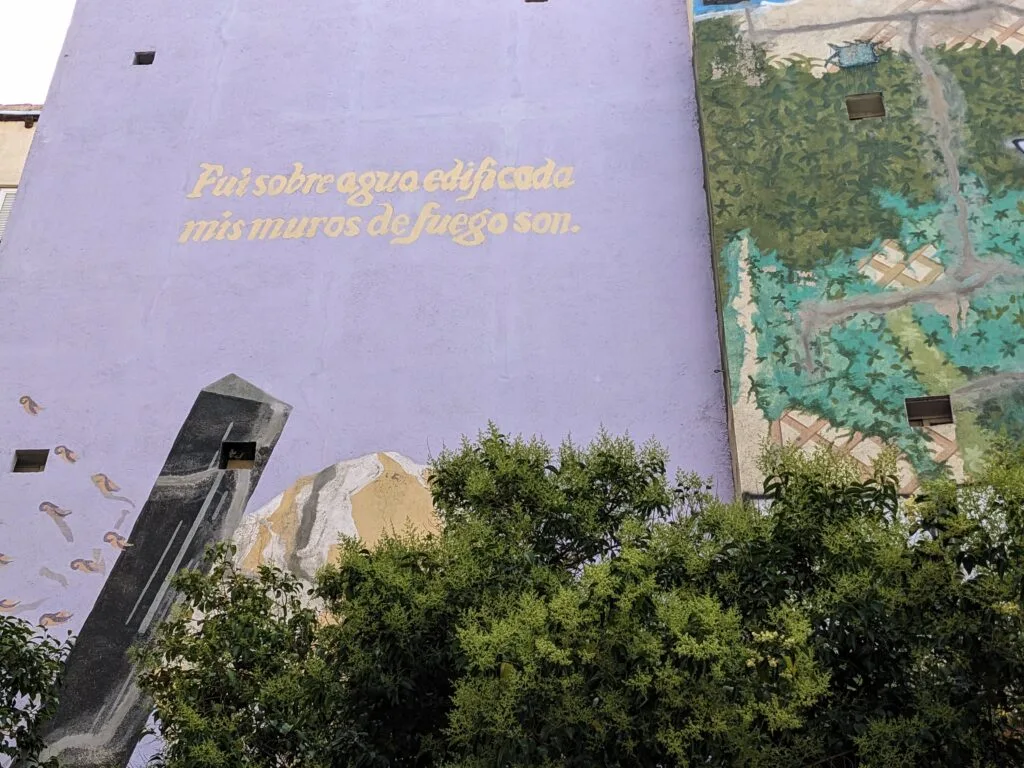 Fui sobre agua edificada
mis muros de fuego son.